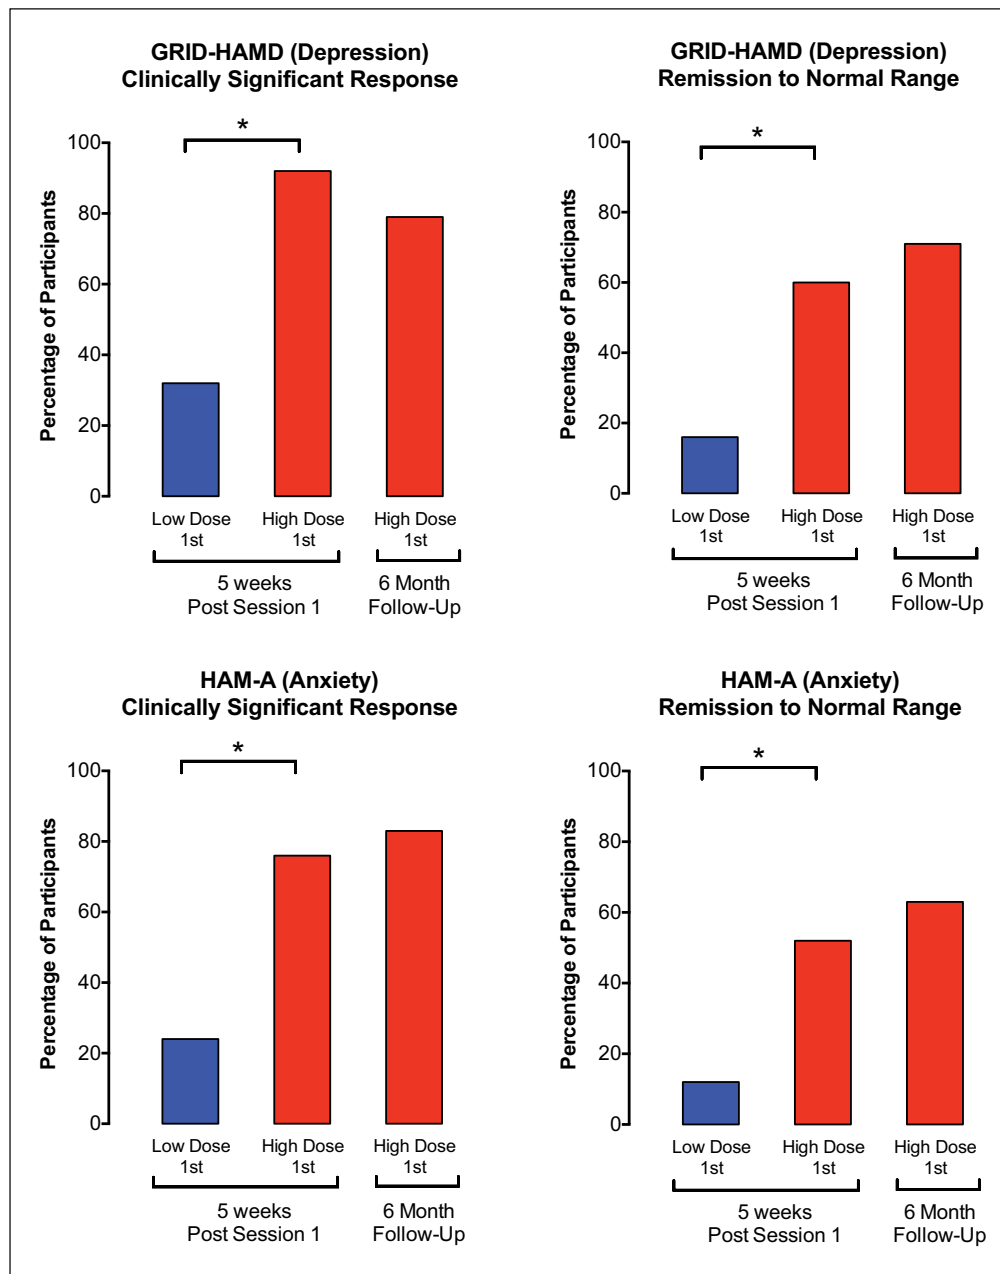 GRID-HAMD (Depression)
Clinically Significant Response
*
100
80
60
40
20
0
Percentage of Participants
Low Dose
1st
High Dose
1st
High Dose
1st
5 weeks
Post Session 1
6 Month
Follow-Up
GRID-HAMD (Depression)
Remission to Normal Range
*
100
80
60
40
20
0
Percentage of Participants
Low Dose
1st
High Dose
1st
High Dose
1st
5 weeks
Post Session 1
6 Month
Follow-Up
HAM-A (Anxiety)
Clinically Significant Response
*
100
80
60
40
20
0
Percentage of Participants
Low Dose
1st
High Dose
1st
High Dose
1st
5 weeks
Post Session 1
6 Month
Follow-Up
HAM-A (Anxiety)
Remission to Normal Range
*
100
80
60
40
20
0
Percentage of Participants
Low Dose
1st
High Dose
1st
High Dose
1st
5 weeks
Post Session 1
6 Month
Follow-Up